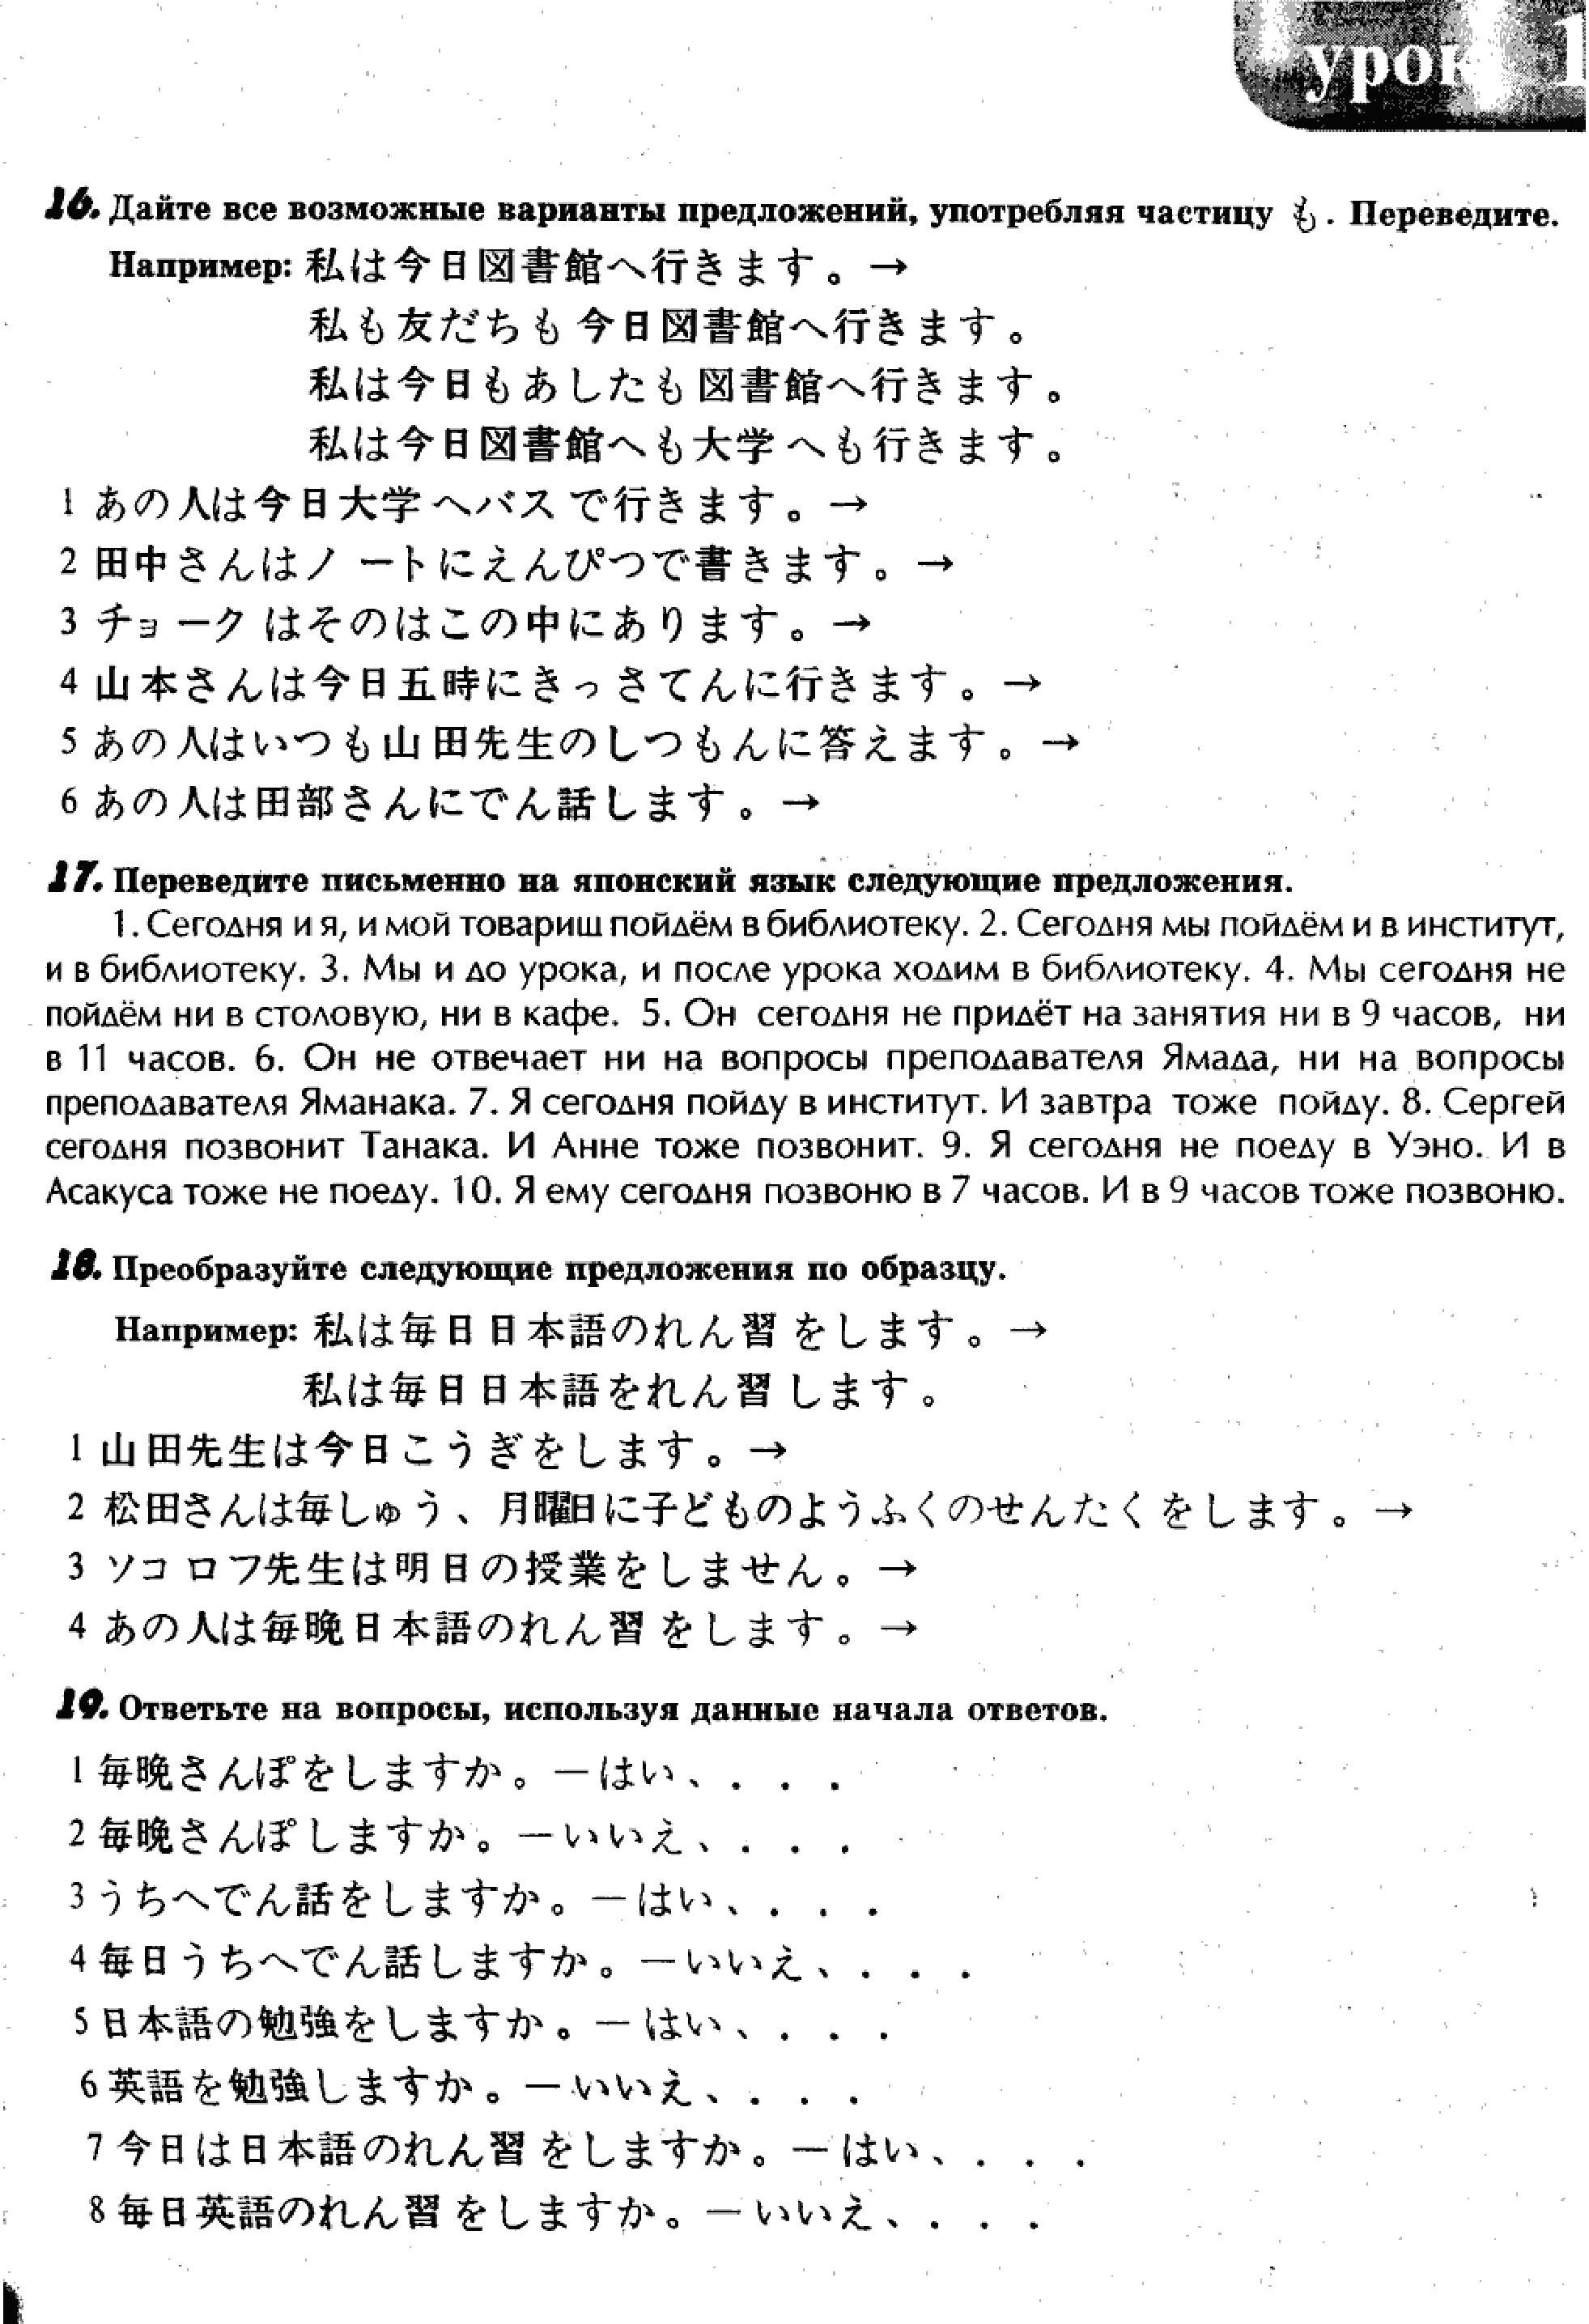 урок 1
16. Дайте все возможные варианты предложений, употребляя частицу も. Переведите.
Например: 私は今日図書館へ行きます。→
私も友だちも今日図書館へ行きます。
私は今日もあしたも図書館へ行きます。
私は今日図書館へも大学へも行きます。
1 あの人は今日大学へバスで行きます。→
2 田中さんはノートにえんぴつで書きます。→
3 チョークはそのはこの中にあります。→
4 山本さんは今日五時にきっさてんに行きます。→
5 あの人はいつも山田先生のしつもんに答えます。→
6 あの人は田部さんにでん話します。→
17. Переведите письменно на японский язык следующие предложения.
1. Сегодня и я, и мой товариш пойдём в библиотеку. 2. Сегодня мы пойдём и в институт,
и в библиотеку. 3. Мы и до урока, и после урока ходим в библиотеку. 4. Мы сегодня не
пойдём ни в столовую, ни в кафе. 5. Он сегодня не придёт на занятия ни в 9 часов, ни
в 11 часов. 6. Он не отвечает ни на вопросы преподавателя Ямада, ни на вопросы
преподавателя Яманака. 7. Я сегодня пойду в институт. И завтра тоже пойду. 8. Сергей
сегодня позвонит Танака. И Анне тоже позвонит. 9. Я сегодня не поеду в Уэно. И в
Асакуса тоже не поеду. 10. Я ему сегодня позвоню в 7 часов. И в 9 часов тоже позвоню.
18. Преобразуйте следующие предложения по образцу.
Например: 私は毎日日本語のれん習をします。→
私は毎日日本語をれん習します。
1 山田先生は今日こうぎをします。→
2 松田さんは毎しゅう、月曜日に子どものようふくのせんたくをします。→
3 ソコロフ先生は明日の授業をしません。→
4 あの人は毎晩日本語のれん習をします。→
19. Ответьте на вопросы, используя данные начала ответов.
1 毎晩さんぽをしますか。—はい、. . .
2 毎晩さんぽしますか。—いいえ、. . .
3 うちへでん話をしますか。—はい、. . .
4 毎日うちへでん話しますか。—いいえ、. . .
5 日本語の勉強をしますか。—はい、. . .
6 英語を勉強しますか。—いいえ、. . .
7 今日は日本語のれん習をしますか。—はい、. . .
8 毎日英語のれん習をしますか。—いいえ、. . .